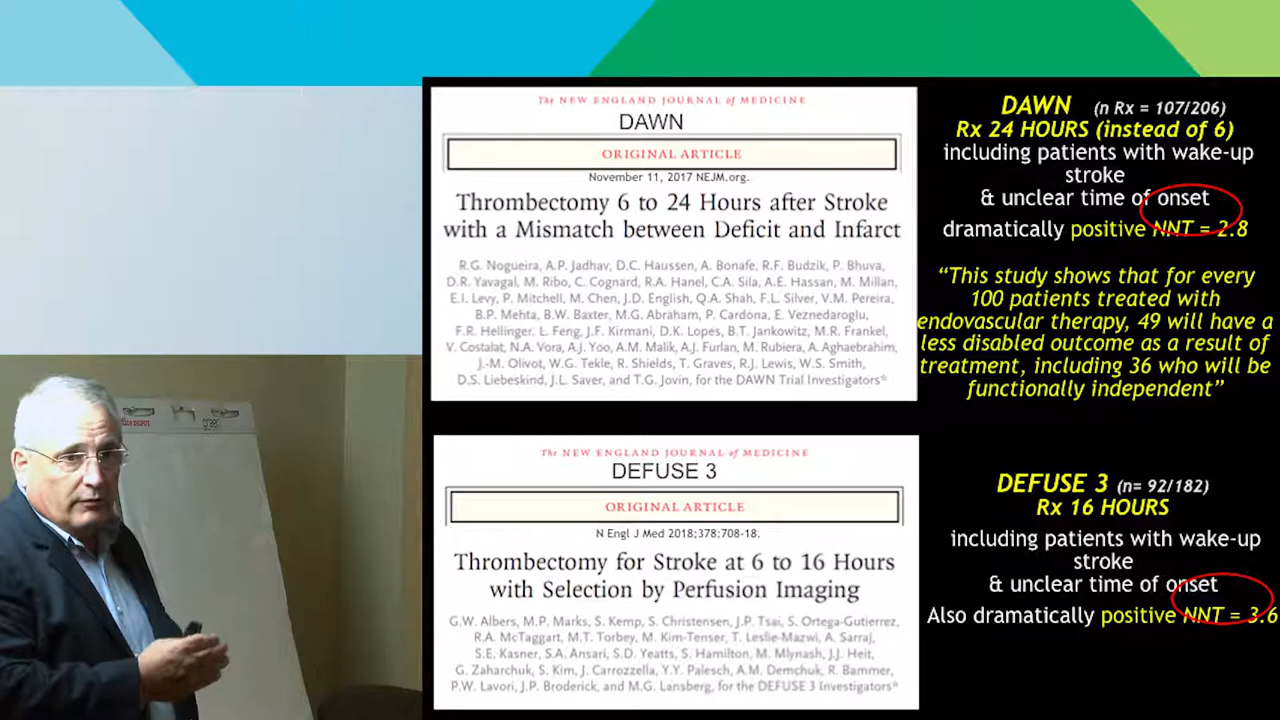 The NEW ENGLAND JOURNAL of MEDICINE
DAWN
ORIGINAL ARTICLE
November 11, 2017 NEJM.org.
Thrombectomy 6 to 24 Hours after Stroke
with a Mismatch between Deficit and Infarct
R.G. Nogueira, A.P. Jadhav, D.C. Haussen, A. Bonafe, R.F. Budzik, P. Bhuva,
D.R. Yavagal, M. Ribo, C. Cognard, R.A. Hanel, C.A. Sila, A.E. Hassan, M. Millan,
E.I. Levy, P. Mitchell, M. Chen, J.D. English, Q.A. Shah, F.L. Silver, V.M. Pereira,
B.P. Mehta, B.W. Baxter, M.G. Abraham, P. Cardona, E. Veznedaroglu,
F.R. Hellinger. L. Feng, J.F. Kirmani, D.K. Lopes, B.T. Jankowitz, M.R. Frankel,
V. Costalat, N.A. Vora, A.J. Yoo, A.M. Malik, A.J. Furlan, M. Rubiera, A. Aghaebrahim,
J.-M. Olivot, W.G. Tekle, R. Shields, T. Graves, R.J. Lewis, W.S. Smith,
D.S. Liebeskind, J.L. Saver, and T.G. Jovin, for the DAWN Trial Investigators*
DAWN (n Rx = 107/206)
Rx 24 HOURS (instead of 6)
including patients with wake-up
stroke
& unclear time of onset
dramatically positive NNT = 2.8
“This study shows that for every
100 patients treated with
endovascular therapy, 49 will have a
less disabled outcome as a result of
treatment, including 36 who will be
functionally independent”
The NEW ENGLAND JOURNAL of MEDICINE
DEFUSE 3
ORIGINAL ARTICLE
N Engl J Med 2018;378:708-18.
Thrombectomy for Stroke at 6 to 16 Hours
with Selection by Perfusion Imaging
G.W. Albers, M.P. Marks, S. Kemp, S. Christensen, J.P. Tsai, S. Ortega-Gutierrez,
R.A. McTaggart, M.T. Torbey, M. Kim-Tenser, T. Leslie-Mazwi, A. Sarraj,
S.E. Kasner, S.A. Ansari, S.D. Yeatts, S. Hamilton, M. Mlynash, J.J. Heit,
G. Zaharchuk, S. Kim, J. Carrozzella, Y.Y. Palesch, A.M. Demchuk, R. Bammer,
P.W. Lavori, J.P. Broderick, and M.G. Lansberg, for the DEFUSE 3 Investigators*
DEFUSE 3 (n= 92/182)
Rx 16 HOURS
including patients with wake-up
stroke
& unclear time of onset
Also dramatically positive NNT = 3.6